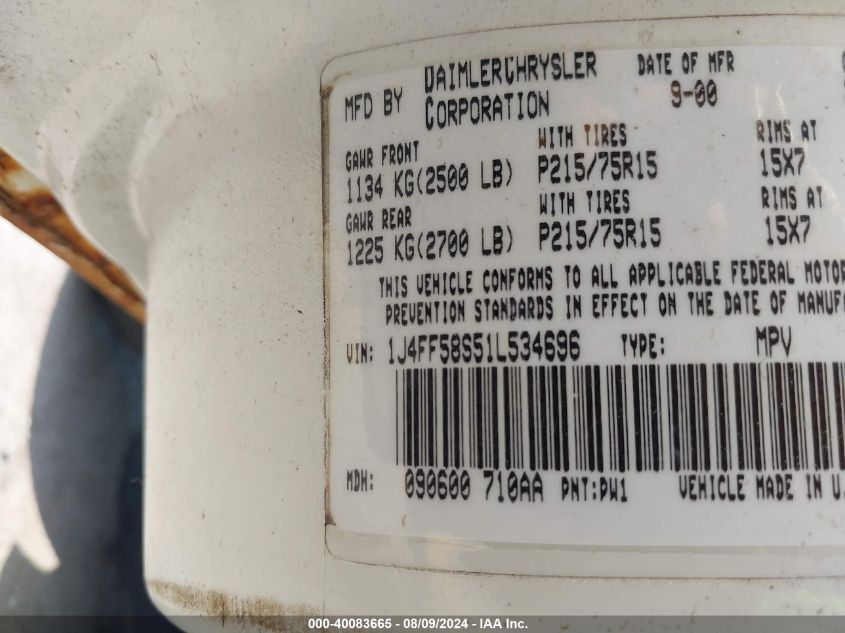 MFD BY DAIMLERCHRYSLER CORPORATION DATE OF MFR 9-00
GAWR FRONT WITH TIRES RIMS AT
1134 KG(2500 LB) P215/75R15 15X7
GAWR REAR WITH TIRES RIMS AT
1225 KG(2700 LB) P215/75R15 15X7
THIS VEHICLE CONFORMS TO ALL APPLICABLE FEDERAL MOTOR
PREVENTION STANDARDS IN EFFECT ON THE DATE OF MANUFA
VIN: 1J4FF58S51L534696 TYPE: MPV
MDH: 090600 710AA PNT:PW1 VEHICLE MADE IN U.
000-40083665 - 08/09/2024 - IAA Inc.